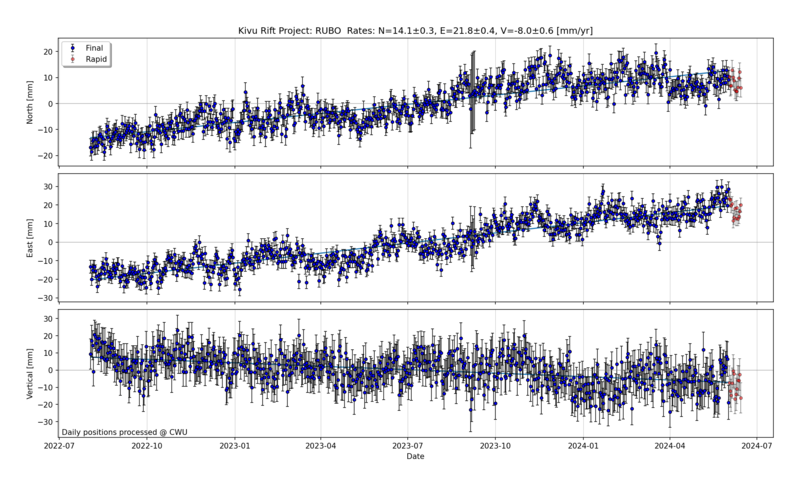 Kivu Rift Project: RUBO  Rates: N=14.1±0.3, E=21.8±0.4, V=-8.0±0.6 [mm/yr]
Final
Rapid
North [mm]
20
10
0
−10
−20
East [mm]
30
20
10
0
−10
−20
−30
Vertical [mm]
30
20
10
0
−10
−20
−30
Daily positions processed @ CWU
2022-07 2022-10 2023-01 2023-04 2023-07 2023-10 2024-01 2024-04 2024-07
Date